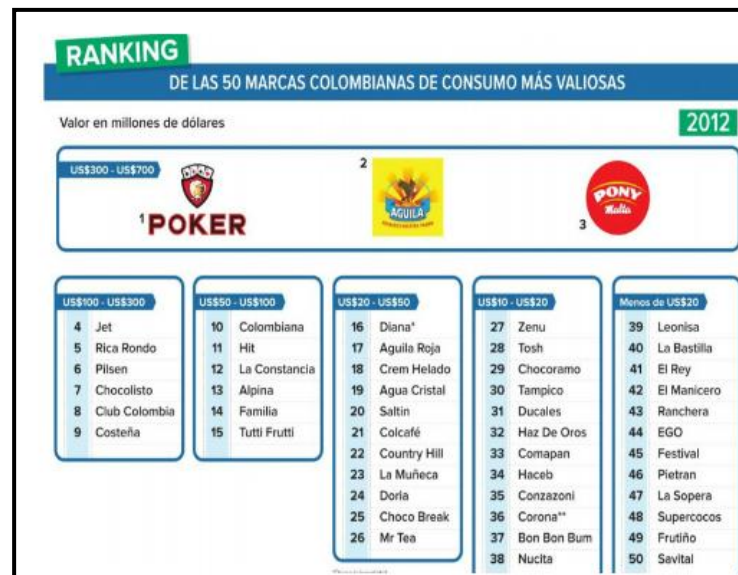 RANKING
DE LAS 50 MARCAS COLOMBIANAS DE CONSUMO MÁS VALIOSAS
Valor en millones de dólares
2012
US$300 - US$700
1 POKER
2 AGUILA
3 PONY Malta
US$100 - US$300
4 Jet
5 Rica Rondo
6 Pilsen
7 Chocolisto
8 Club Colombia
9 Costeña
US$50 - US$100
10 Colombiana
11 Hit
12 La Constancia
13 Alpina
14 Familia
15 Tutti Frutti
US$20 - US$50
16 Diana*
17 Aguila Roja
18 Crem Helado
19 Agua Cristal
20 Saltin
21 Colcafé
22 Country Hill
23 La Muñeca
24 Doria
25 Choco Break
26 Mr Tea
US$10 - US$20
27 Zenu
28 Tosh
29 Chocoramo
30 Tampico
31 Ducales
32 Haz De Oros
33 Comapan
34 Haceb
35 Conzazoni
36 Corona**
37 Bon Bon Bum
38 Nucita
Menos de US$20
39 Leonisa
40 La Bastilla
41 El Rey
42 El Manicero
43 Ranchera
44 EGO
45 Festival
46 Pietran
47 La Sopera
48 Supercocos
49 Frutiño
50 Savital